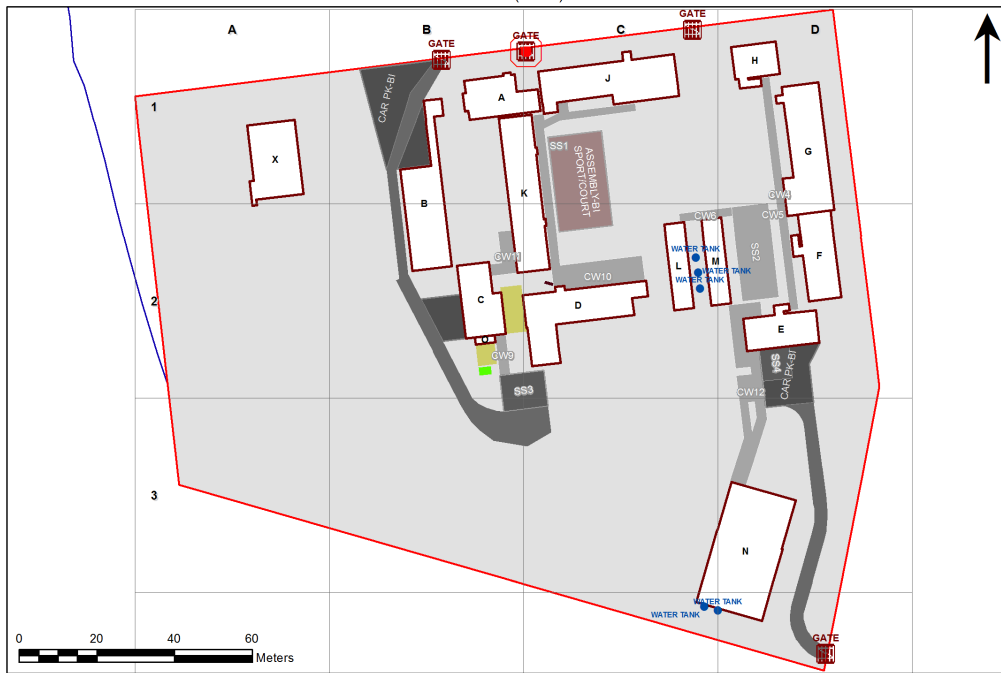 A
B
C
D
GATE
GATE
GATE
H
J
1
CAR PK-BI
A
X
SS1
ASSEMBLY-BI
SPORT/COURT
G
K
B
CW4
CW6
CW5
WATER TANK
CW11
L
M
SS2
F
WATER TANK
CW10
WATER TANK
2
C
D
E
O
CW9
SS4
CAR PK-BI
SS3
CW12
3
N
WATER TANK
WATER TANK
GATE
0
20
40
60
Meters